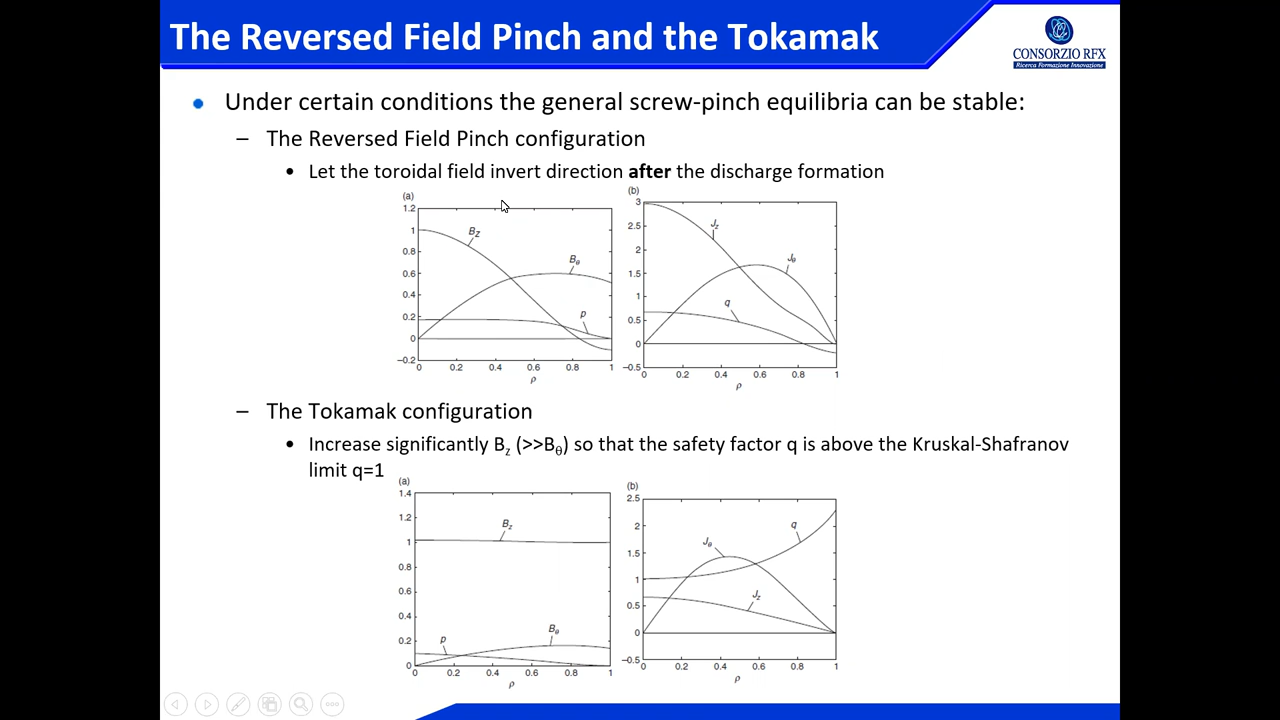 The Reversed Field Pinch and the Tokamak
CONSORZIO RFX
Ricerca Formazione Innovazione
Under certain conditions the general screw-pinch equilibria can be stable:
– The Reversed Field Pinch configuration
• Let the toroidal field invert direction after the discharge formation
(a)
1.2
1
0.8
0.6
0.4
0.2
0
−0.2
0 0.2 0.4 0.6 0.8 1
ρ
Bz
Bθ
p
(b)
3
2.5
2
1.5
1
0.5
0
−0.5
0 0.2 0.4 0.6 0.8 1
ρ
Jz
Jθ
q
– The Tokamak configuration
• Increase significantly Bz (>>Bθ) so that the safety factor q is above the Kruskal-Shafranov
limit q=1
(a)
1.4
1.2
1
0.8
0.6
0.4
0.2
0
0.2 0.4 0.6 0.8 1
ρ
Bz
Bθ
p
(b)
2.5
2
1.5
1
0.5
0
−0.5
0 0.2 0.4 0.6 0.8 1
ρ
q
Jθ
Jz